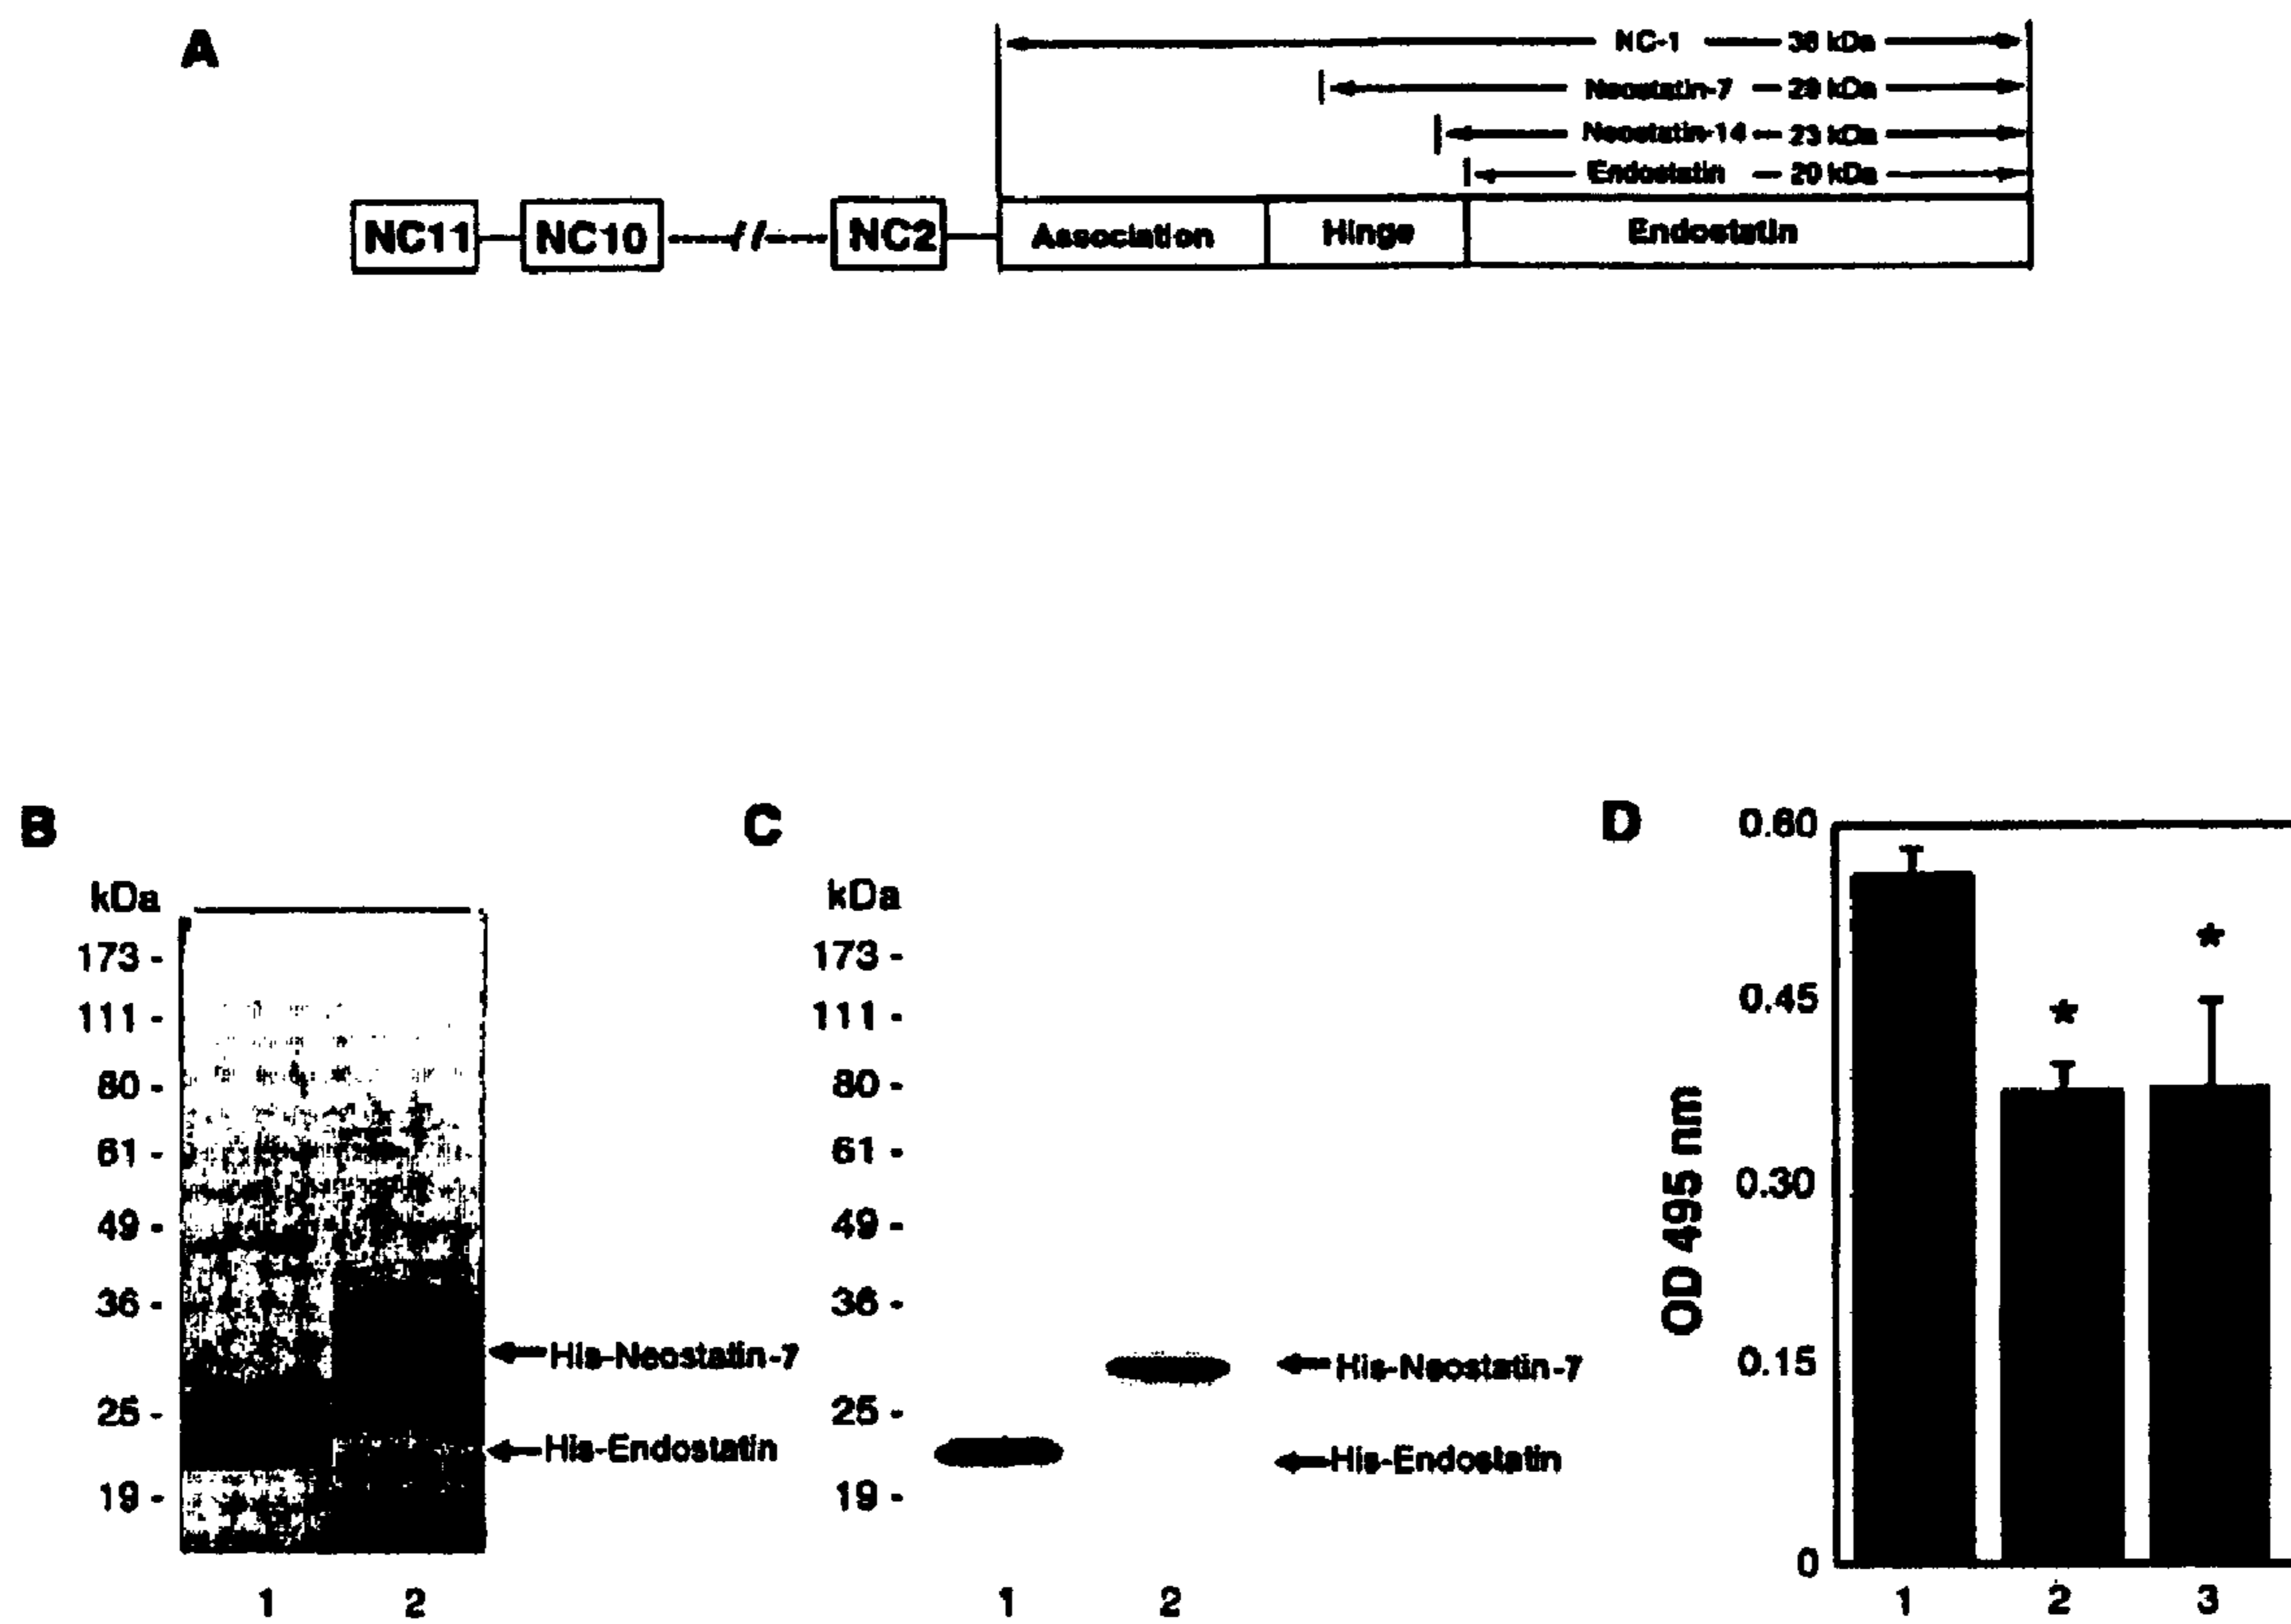 A
NC-1 38 kDa
Neostatin-7 29 kDa
Neostatin-14 23 kDa
Endostatin 20 kDa
NC11 NC10 NC2 Association Hinge Endostatin
B
kDa
173 -
111 -
80 -
61 -
49 -
36 -
25 -
19 -
His-Neostatin-7
His-Endostatin
1 2
C
kDa
173 -
111 -
80 -
61 -
49 -
36 -
25 -
19 -
His-Neostatin-7
His-Endostatin
1 2
D
OD 495 nm
0.60
0.45
0.30
0.15
0
*
*
1 2 3